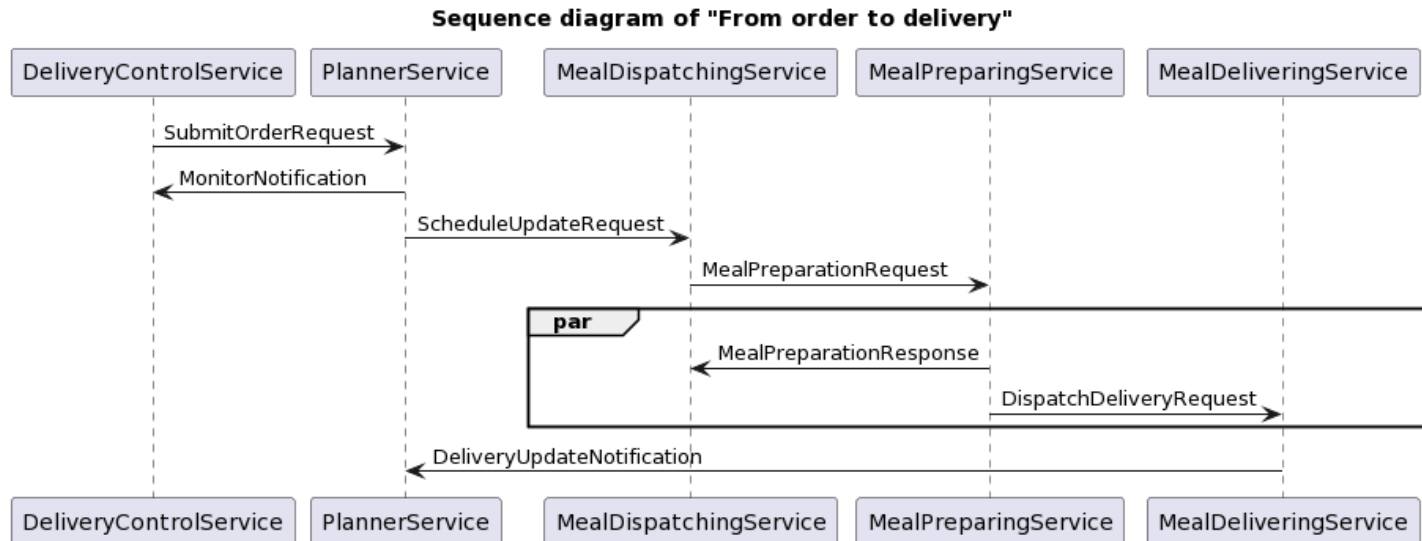 Sequence diagram of "From order to delivery"
DeliveryControlService PlannerService MealDispatchingService MealPreparingService MealDeliveringService
SubmitOrderRequest
MonitorNotification
ScheduleUpdateRequest
MealPreparationRequest
par
MealPreparationResponse
DispatchDeliveryRequest
DeliveryUpdateNotification
DeliveryControlService PlannerService MealDispatchingService MealPreparingService MealDeliveringService